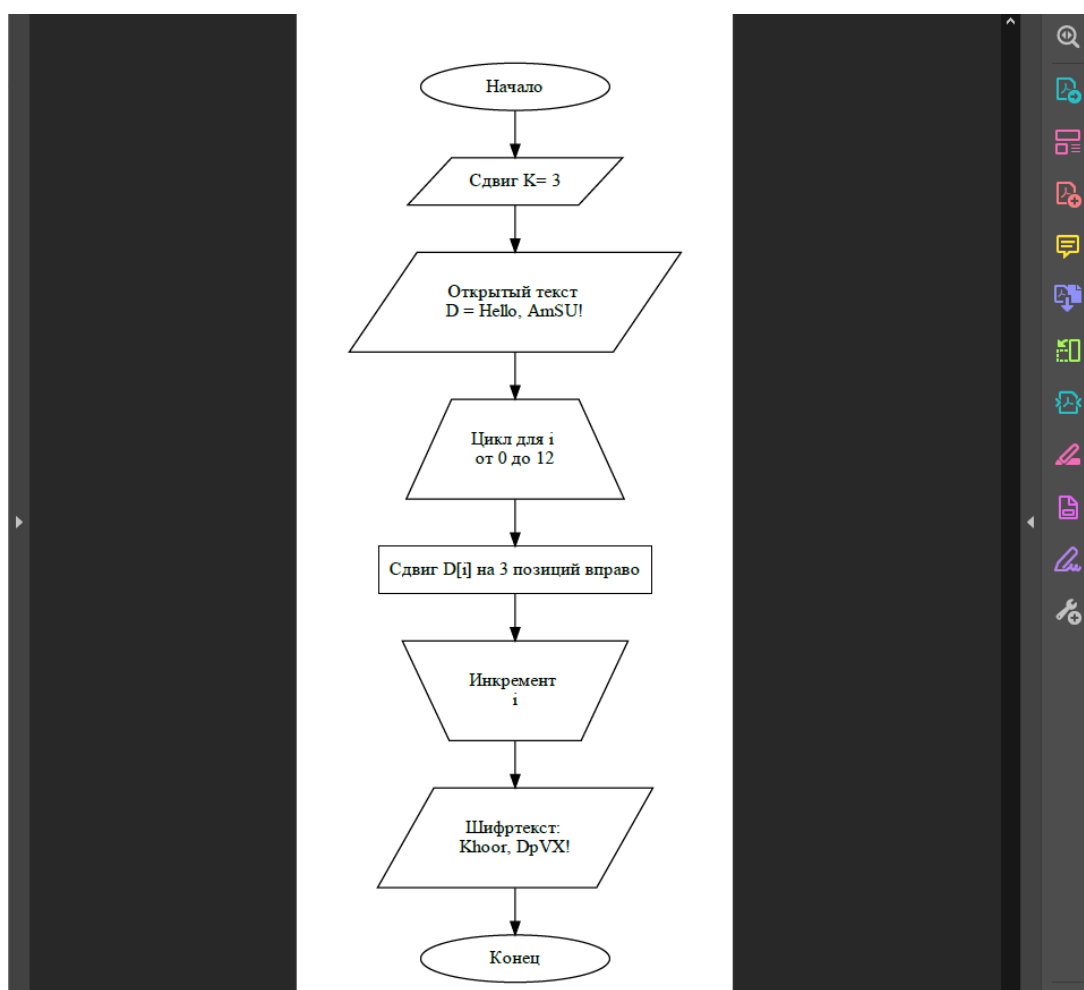 Начало
Сдвиг K= 3
Открытый текст
D = Hello, AmSU!
Цикл для i
от 0 до 12
Сдвиг D[i] на 3 позиций вправо
Инкремент
i
Шифртекст:
Khoor, DpVX!
Конец